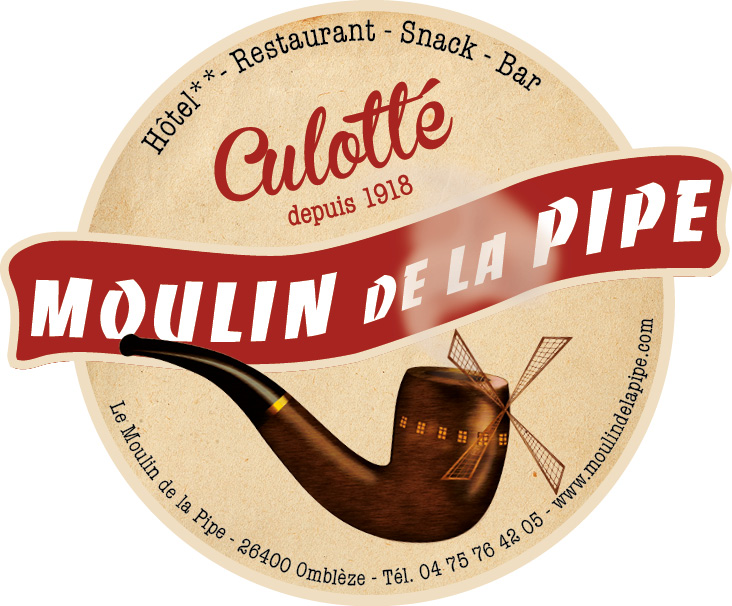 Hôtel**- Restaurant - Snack - Bar
Culotté
depuis 1918
MOULIN DE LA PIPE
Le Moulin de la Pipe - 26400 Omblèze - Tél. 04 75 76 42 05 - www.moulindelapipe.com